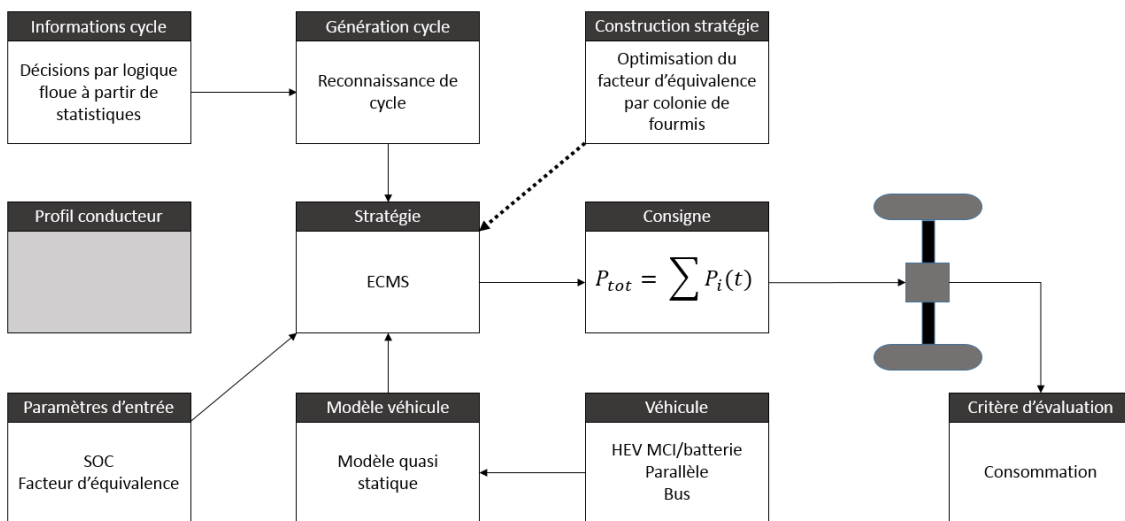 Informations cycle
Décisions par logique
floue à partir de
statistiques
Génération cycle
Reconnaissance de
cycle
Construction stratégie
Optimisation du
facteur d'équivalence
par colonie de
fourmis
Profil conducteur
Stratégie
ECMS
Consigne
P_{tot} = ∑ P_i(t)
Paramètres d'entrée
SOC
Facteur d'équivalence
Modèle véhicule
Modèle quasi
statique
Véhicule
HEV MCI/batterie
Parallèle
Bus
Critère d'évaluation
Consommation